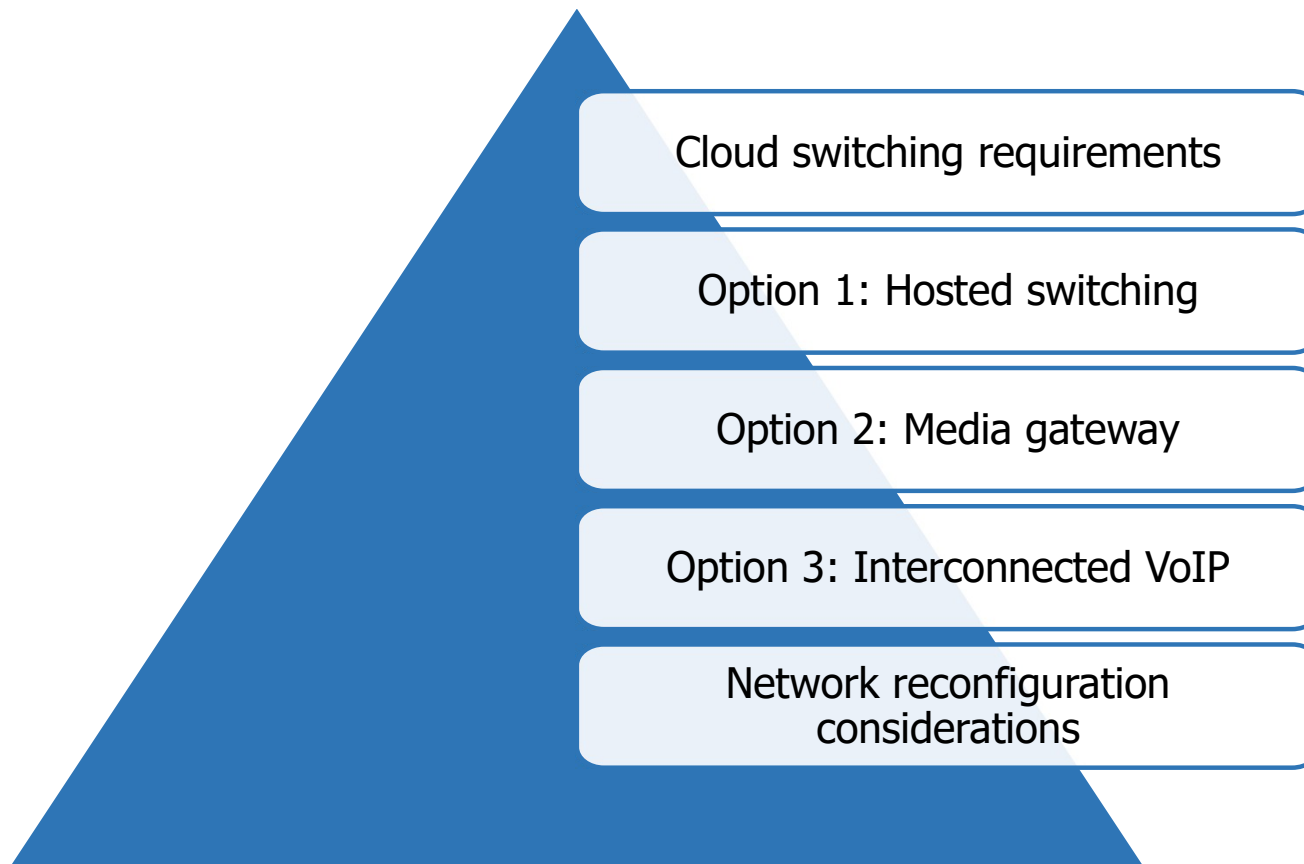 Cloud switching requirements
Option 1: Hosted switching
Option 2: Media gateway
Option 3: Interconnected VoIP
Network reconfiguration
considerations